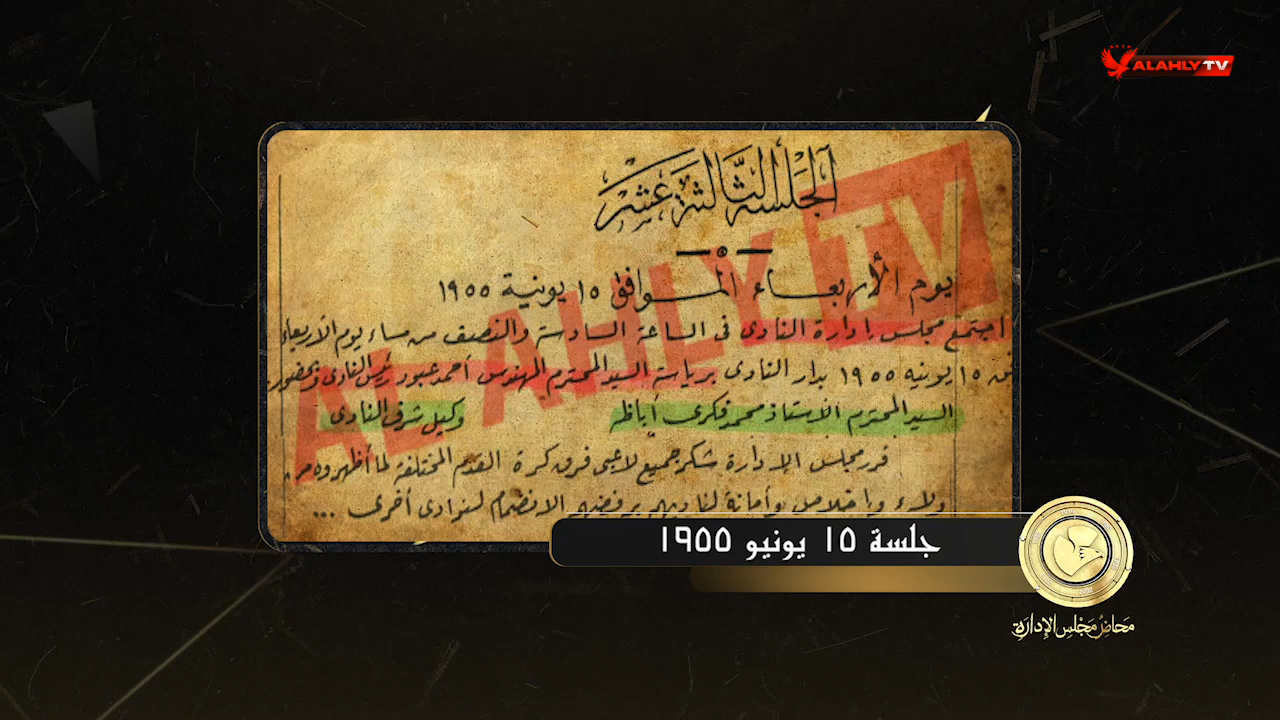 ALAHLY TV
الجلسة الثالثة عشر
يوم الأربعاء الموافق ١٥ يونية ١٩٥٥
اجتمع مجلس إدارة النادى فى الساعة السادسة والنصف من مساء يوم الأربعاء
من ١٥ يونيه ١٩٥٥ بدار النادى برياسة السيد المحترم المهندس أحمد عبود رئيس النادى وبحضور
السيد المحترم الأستاذ محمد فكرى أباظه وكيل شرف النادى
قرر مجلس الإدارة شكر جميع لاعبى فرق كرة القدم المختلفة لما أظهروه من
ولاء وإخلاص وأمانة لناديهم برفضهم الانضمام لنوادى أخرى ...
AL AHLY TV
جلسة ١٥ يونيو ١٩٥٥
محاضر مجلس الإدارة